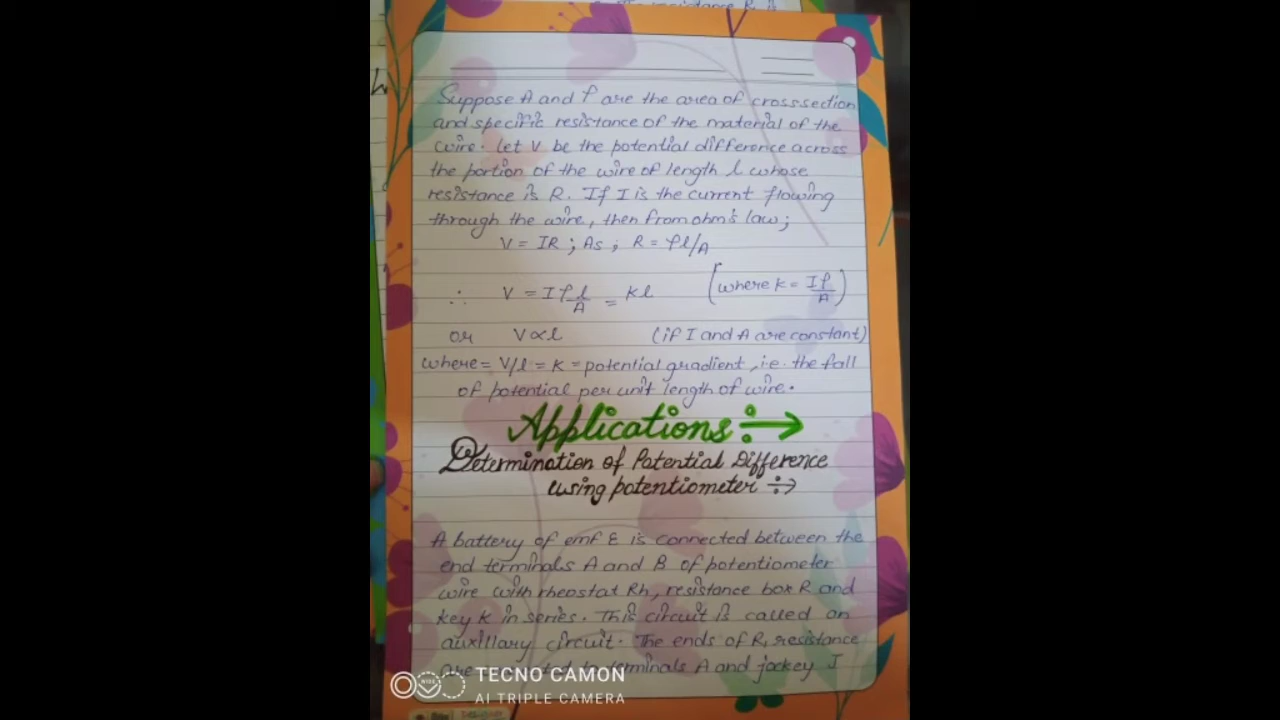 Suppose A and ρ are the area of crosssection
and specific resistance of the material of the
wire. Let V be the potential difference across
the portion of the wire of length l whose
resistance is R. If I is the current flowing
through the wire, then from ohm's law;
V = IR ; As ; R = ρl/A
∴ V = Iρ l/A = Kl (where K = Iρ/A)
or V ∝ l (if I and A are constant)
where = V/l = K = potential gradient, i.e. the fall
of potential per unit length of wire.
Applications ÷→
Determination of Potential Difference
using potentiometer ÷→
A battery of emf E is connected between the
end terminals A and B of potentiometer
wire with rheostat Rh, resistance box R and
key K in series. This circuit is called an
auxillary circuit. The ends of R, resistance
are to terminals A and jockey J
TECNO CAMON
AI TRIPLE CAMERA